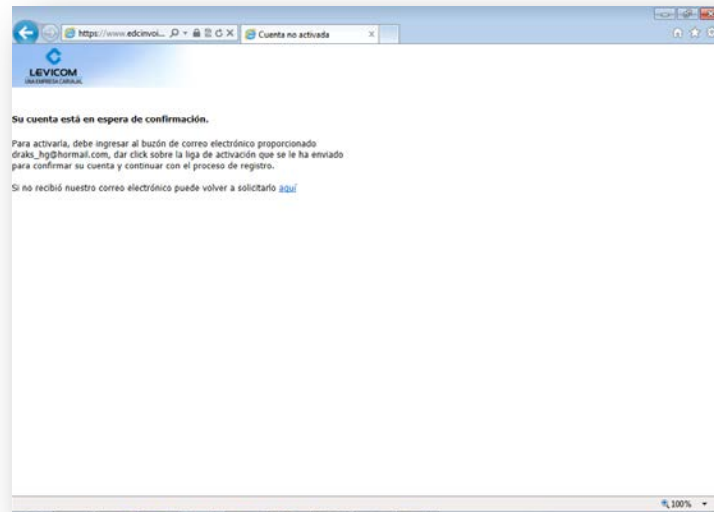 https://www.edcinvoi...
Cuenta no activada
LEVICOM
UNA EMPRESA CARVAJAL
Su cuenta está en espera de confirmación.
Para activarla, debe ingresar al buzón de correo electrónico proporcionado
draks_hg@hormail.com, dar click sobre la liga de activación que se le ha enviado
para confirmar su cuenta y continuar con el proceso de registro.
Si no recibió nuestro correo electrónico puede volver a solicitarlo aquí
100%